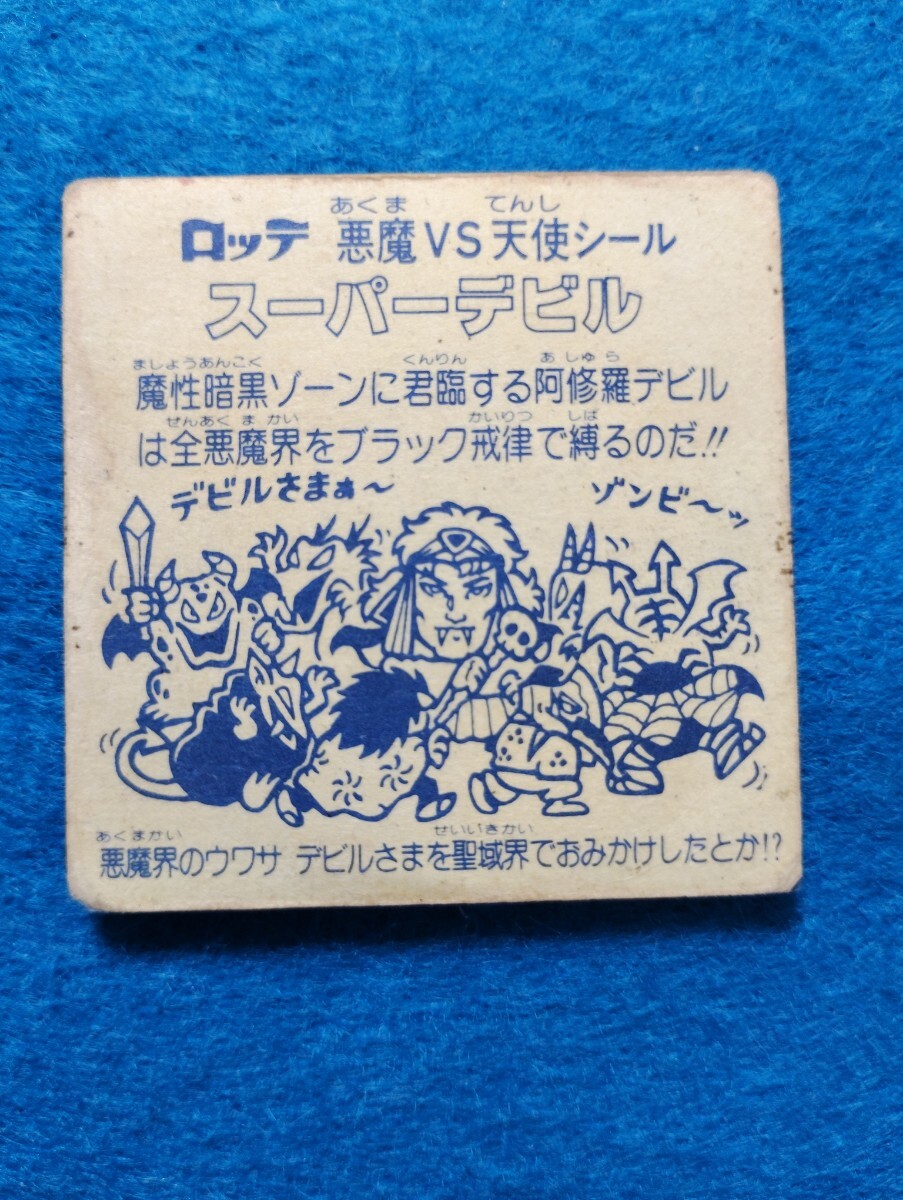 ロッテ 悪魔VS天使シール
あくま てんし
スーパーデビル
ましょうあんこく くんりん あしゅら
魔性暗黒ゾーンに君臨する阿修羅デビル
ぜんあくまかい かいりつ しば
は全悪魔界をブラック戒律で縛るのだ!!
デビルさまぁ〜 ゾンビ〜ッ
あくまかい せいいきかい
悪魔界のウワサ デビルさまを聖域界でおみかけしたとか!?